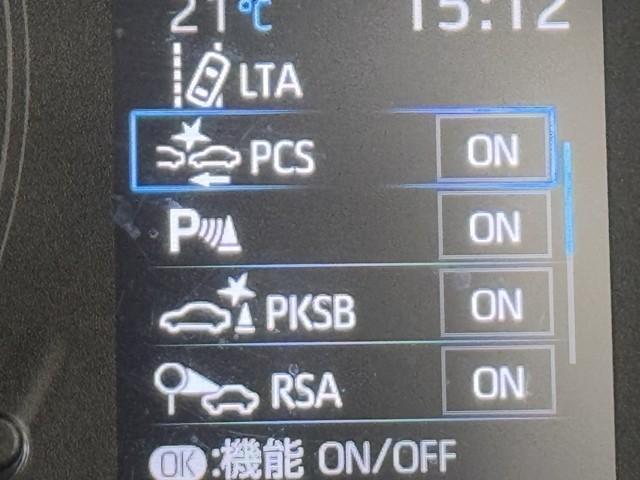 21℃ 15:12
LTA
PCS ON
P ON
PKSB ON
RSA ON
OK:機能 ON/OFF